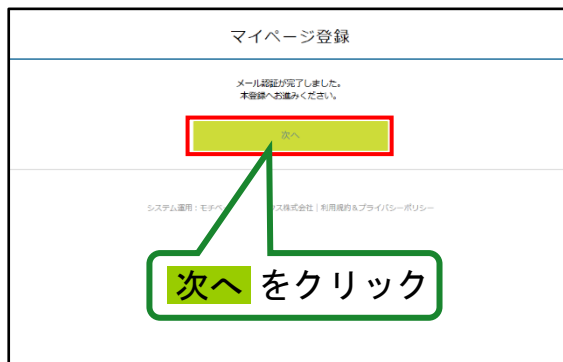 マイページ登録
メール認証が完了しました。
本登録へお進みください。
次へ
システム運用：モチベ ス株式会社｜利用規約&プライバシーポリシー
次へ をクリック